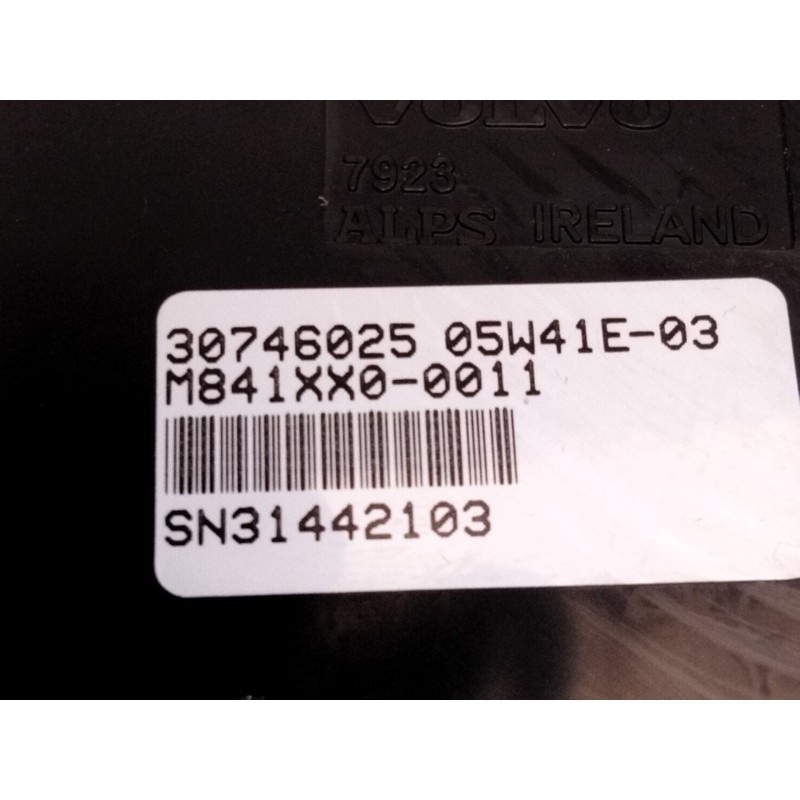 VOLVO
7923
ALPS IRELAND
30746025 05W41E-03
M841XX0-0011
SN31442103